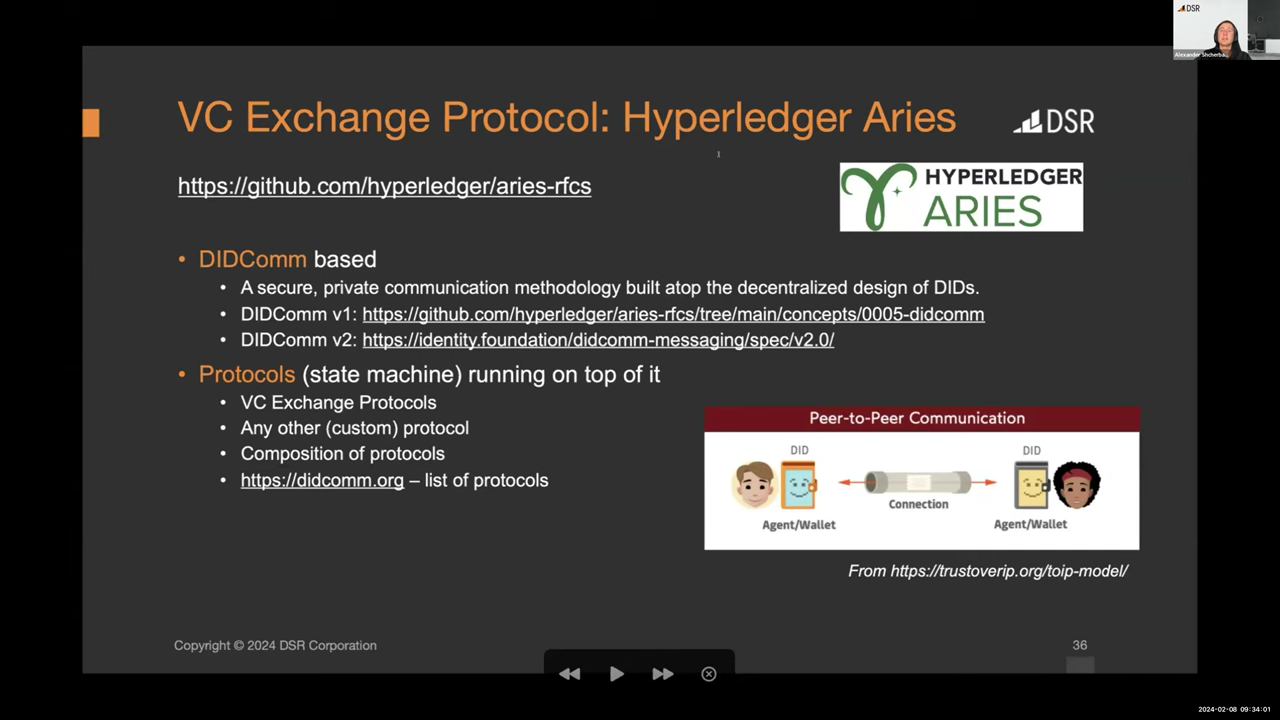 DSR
Alexander Shcherba...
VC Exchange Protocol: Hyperledger Aries
DSR
https://github.com/hyperledger/aries-rfcs
HYPERLEDGER
ARIES
• DIDComm based
• A secure, private communication methodology built atop the decentralized design of DIDs.
• DIDComm v1: https://github.com/hyperledger/aries-rfcs/tree/main/concepts/0005-didcomm
• DIDComm v2: https://identity.foundation/didcomm-messaging/spec/v2.0/
• Protocols (state machine) running on top of it
• VC Exchange Protocols
• Any other (custom) protocol
• Composition of protocols
• https://didcomm.org – list of protocols
Peer-to-Peer Communication
DID
DID
Connection
Agent/Wallet
Agent/Wallet
From https://trustoverip.org/toip-model/
Copyright © 2024 DSR Corporation
36
2024-02-08 09:34:01